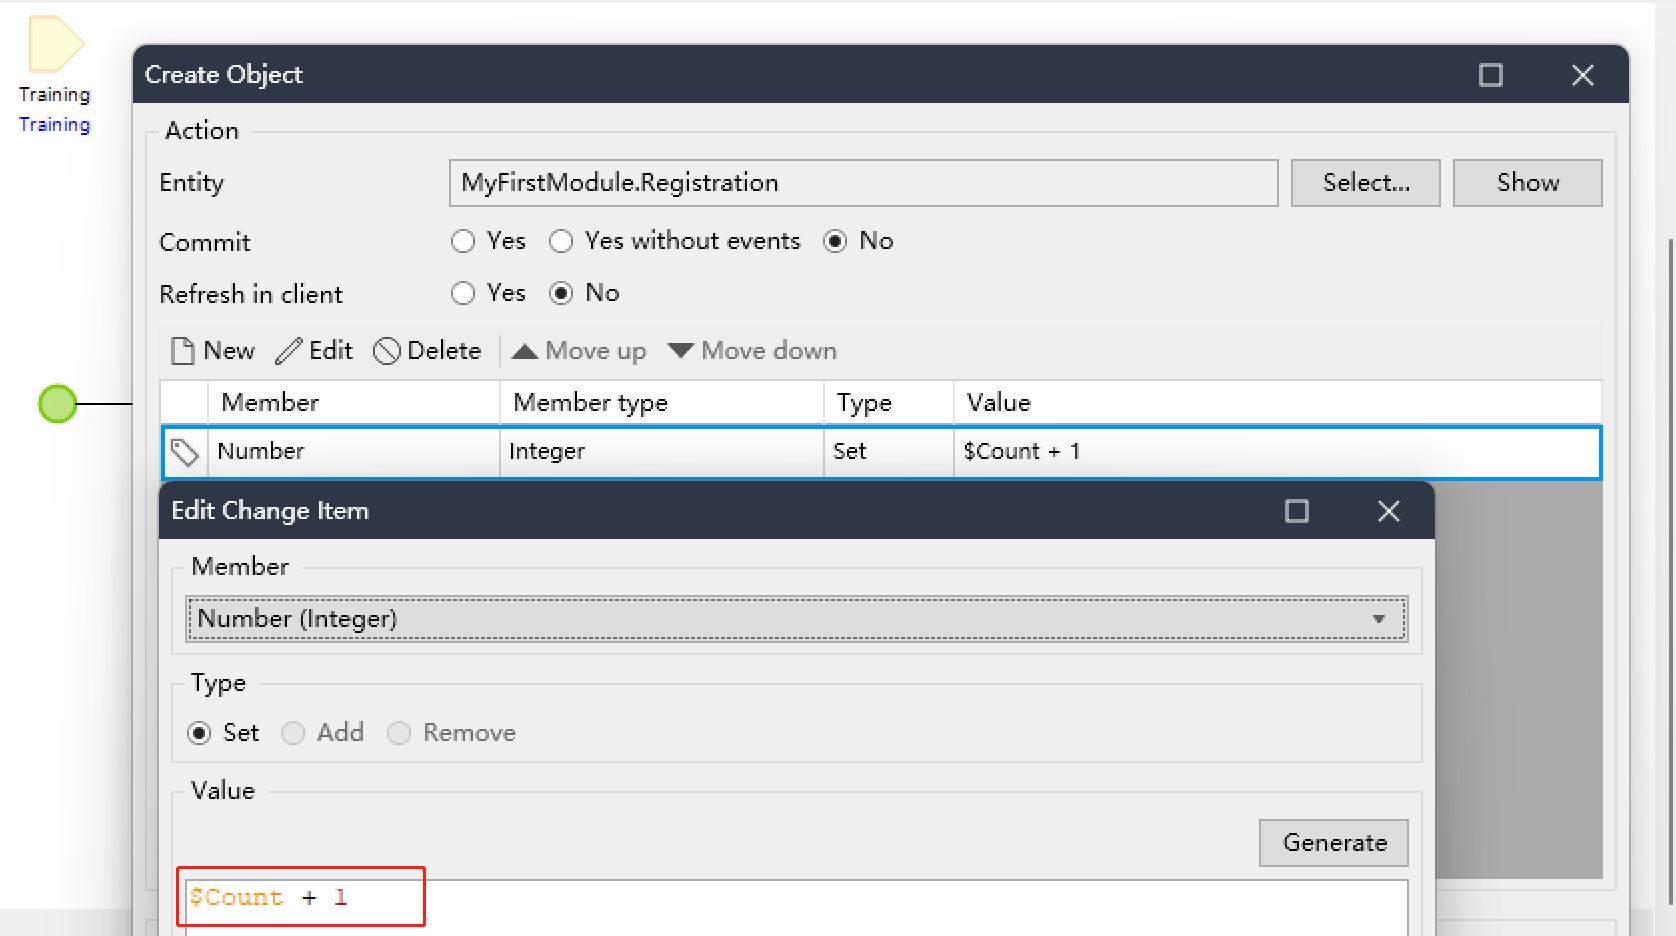 Training
Training
Create Object
Action
Entity MyFirstModule.Registration Select... Show
Commit Yes Yes without events No
Refresh in client Yes No
New Edit Delete Move up Move down
Member Member type Type Value
Number Integer Set $Count + 1
Edit Change Item
Member
Number (Integer)
Type
Set Add Remove
Value
Generate
$Count + 1